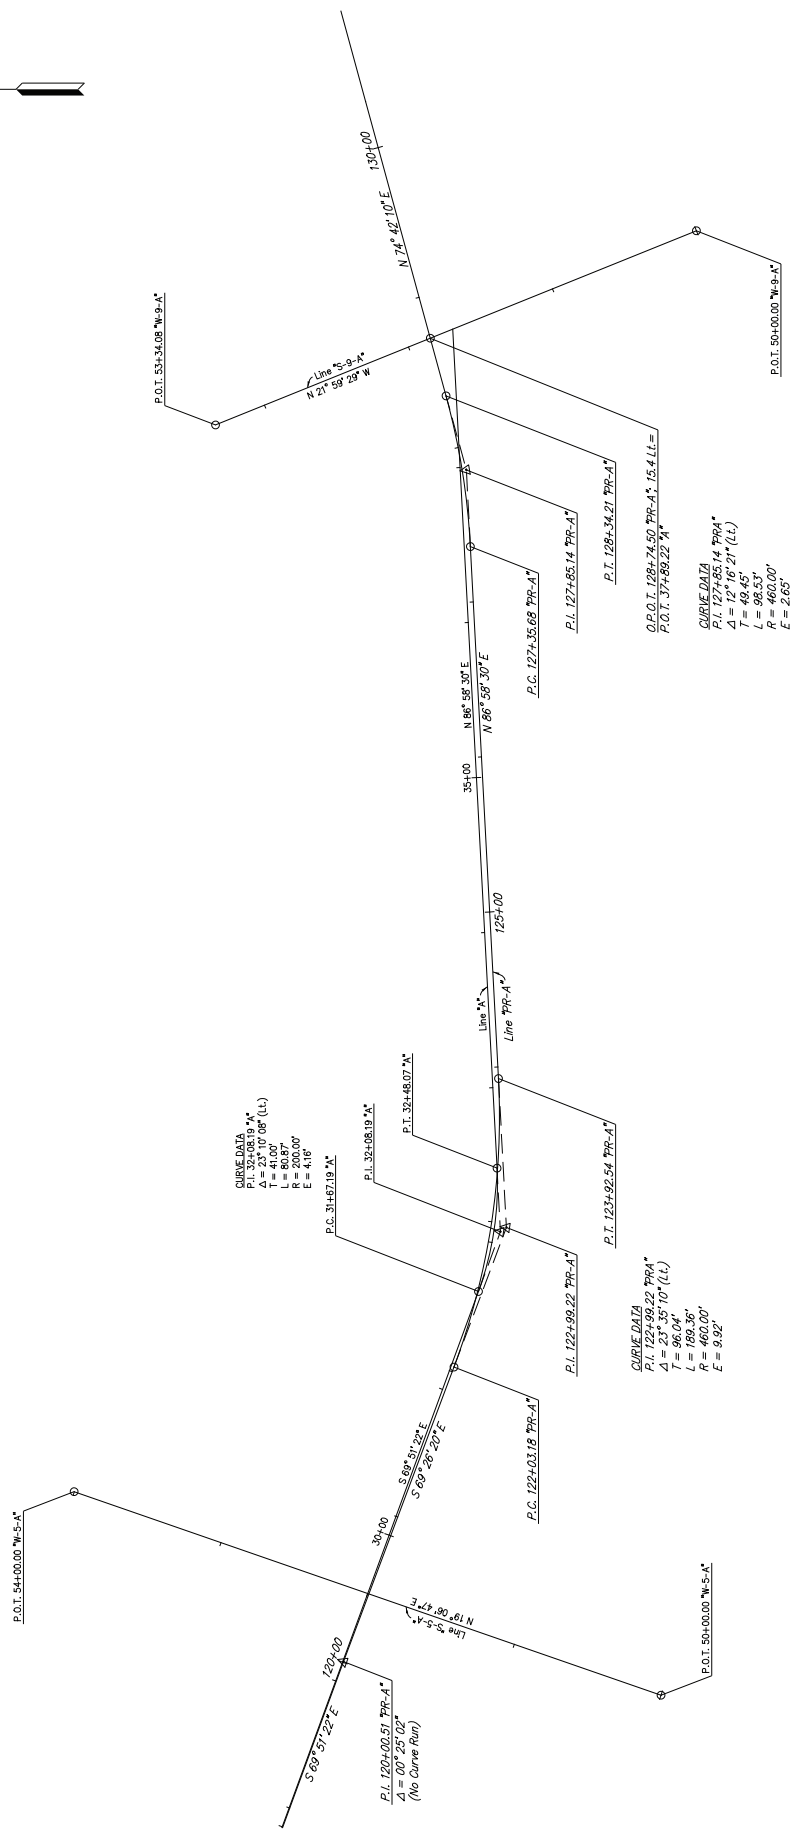 P.O.T. 54+00.00 "W-5-A"
S 69° 51' 22" E
120+00
P.I. 120+00.51 "PR-A"
Δ = 00° 25' 02"
(No Curve Run)
N 19° 06' 47" E
Line "S-5-A"
P.O.T. 50+00.00 "W-5-A"
30+00
S 69° 51' 22" E
S 69° 26' 20" E
P.C. 122+03.18 "PR-A"
CURVE DATA
P.I. 32+08.19 "A"
Δ = 23° 10' 08" (Lt.)
T = 41.00'
L = 80.87'
R = 200.00'
E = 4.16'
P.C. 31+67.19 "A"
P.I. 32+08.19 "A"
P.T. 32+48.07 "A"
P.I. 122+99.22 "PR-A"
P.T. 123+92.54 "PR-A"
CURVE DATA
P.I. 122+99.22 "PRA"
Δ = 23° 35' 10" (Lt.)
T = 96.04'
L = 189.36'
R = 460.00'
E = 9.92'
Line "A"
Line "PR-A"
125+00
35+00
N 86° 58' 30" E
N 86° 58' 30" E
P.C. 127+35.68 "PR-A"
P.I. 127+85.14 "PR-A"
P.T. 128+34.21 "PR-A"
O.P.O.T. 128+74.50 "PR-A"; 15.4 Lt.=
P.O.T. 37+89.22 "A"
CURVE DATA
P.I. 127+85.14 "PRA"
Δ = 12° 16' 21" (Lt.)
T = 49.45'
L = 98.53'
R = 460.00'
E = 2.65'
P.O.T. 53+34.08 "W-9-A"
Line "S-9-A"
N 21° 59' 29" W
N 74° 42' 10" E
130+00
P.O.T. 50+00.00 "W-9-A"